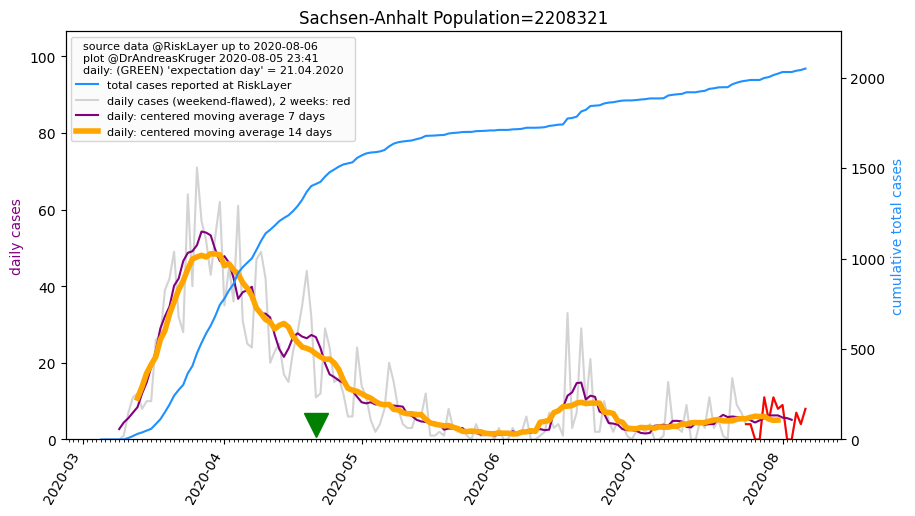 Sachsen-Anhalt Population=2208321
source data @RiskLayer up to 2020-08-06
plot @DrAndreasKruger 2020-08-05 23:41
daily: (GREEN) 'expectation day' = 21.04.2020
total cases reported at RiskLayer
daily cases (weekend-flawed), 2 weeks: red
daily: centered moving average 7 days
daily: centered moving average 14 days
daily cases
100
80
60
40
20
0
cumulative total cases
2000
1500
1000
500
0
2020-03
2020-04
2020-05
2020-06
2020-07
2020-08